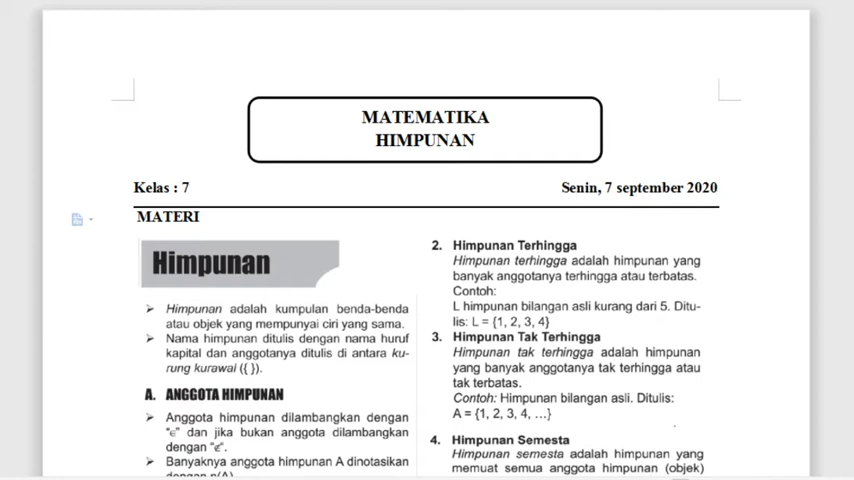 MATEMATIKA
HIMPUNAN
Kelas : 7
Senin, 7 september 2020
MATERI
Himpunan
➢ Himpunan adalah kumpulan benda-benda
atau objek yang mempunyai ciri yang sama.
➢ Nama himpunan ditulis dengan nama huruf
kapital dan anggotanya ditulis di antara ku-
rung kurawal ({ }).
A. ANGGOTA HIMPUNAN
➢ Anggota himpunan dilambangkan dengan
"∈" dan jika bukan anggota dilambangkan
dengan "∉".
➢ Banyaknya anggota himpunan A dinotasikan
dengan n(A)
2. Himpunan Terhingga
Himpunan terhingga adalah himpunan yang
banyak anggotanya terhingga atau terbatas.
Contoh:
L himpunan bilangan asli kurang dari 5. Ditu-
lis: L = {1, 2, 3, 4}
3. Himpunan Tak Terhingga
Himpunan tak terhingga adalah himpunan
yang banyak anggotanya tak terhingga atau
tak terbatas.
Contoh: Himpunan bilangan asli. Ditulis:
A = {1, 2, 3, 4, …}
4. Himpunan Semesta
Himpunan semesta adalah himpunan yang
memuat semua anggota himpunan (objek)